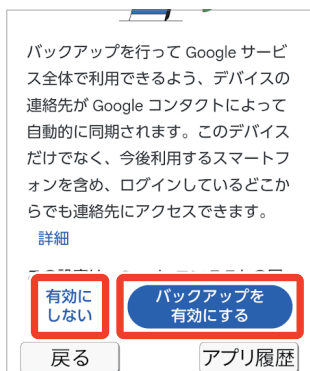 バックアップを行って Google サービ
ス全体で利用できるよう、デバイスの
連絡先が Google コンタクトによって
自動的に同期されます。このデバイス
だけでなく、今後利用するスマートフ
ォンを含め、ログインしているどこか
らでも連絡先にアクセスできます。
詳細
有効に
しない
バックアップを
有効にする
戻る
アプリ履歴